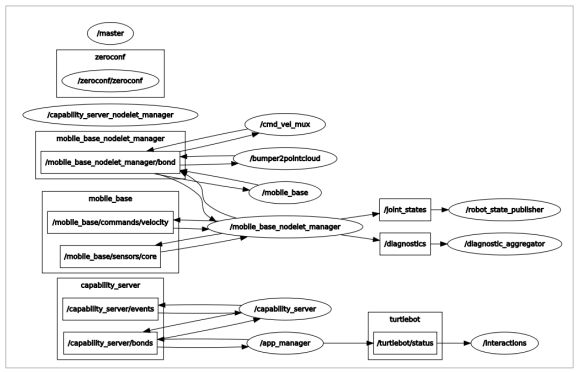 /master
zeroconf
/zeroconf/zeroconf
/capability_server_nodelet_manager
/cmd_vel_mux
mobile_base_nodelet_manager
/mobile_base_nodelet_manager/bond
/bumper2pointcloud
/mobile_base
mobile_base
/joint_states
/robot_state_publisher
/mobile_base/commands/velocity
/mobile_base_nodelet_manager
/diagnostics
/diagnostic_aggregator
/mobile_base/sensors/core
capability_server
/capability_server/events
/capability_server
turtlebot
/capability_server/bonds
/app_manager
/turtlebot/status
/interactions